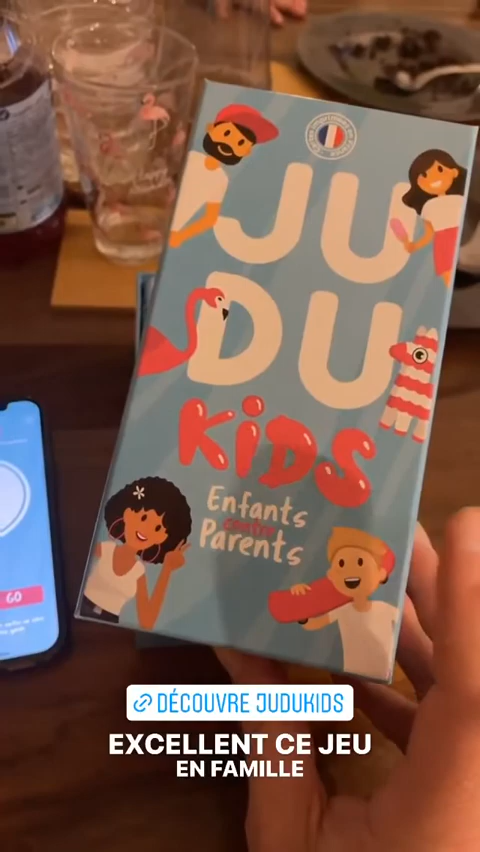 JU
DU
KiDS
Enfants
contre
Parents
GO
DÉCOUVRE JUDUKIDS
EXCELLENT CE JEU
EN FAMILLE